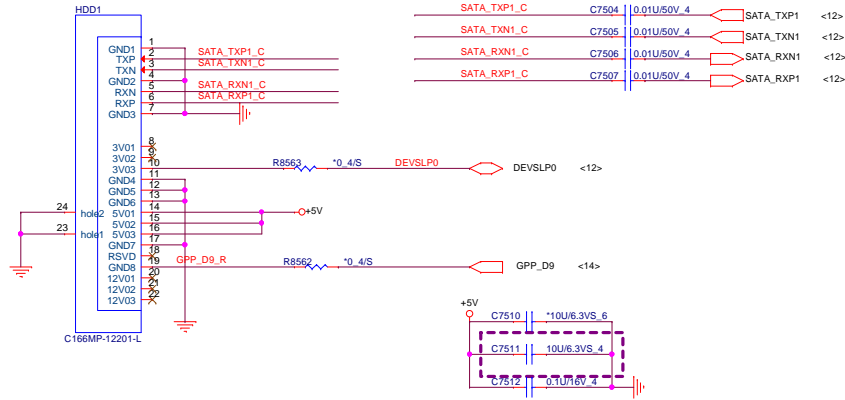 HDD1
SATA_TXP1_C C7504 0.01U/50V_4 SATA_TXP1 <12>
SATA_TXN1_C C7505 0.01U/50V_4 SATA_TXN1 <12>
SATA_RXN1_C C7506 0.01U/50V_4 SATA_RXN1 <12>
SATA_RXP1_C C7507 0.01U/50V_4 SATA_RXP1 <12>
GND1 1
TXP 2 SATA_TXP1_C
TXN 3 SATA_TXN1_C
GND2 4
RXN 5 SATA_RXN1_C
RXP 6 SATA_RXP1_C
GND3 7
3V01 8
3V02 9
3V03 10 R8563 *0_4/S DEVSLP0 DEVSLP0 <12>
GND4 11
GND5 12
GND6 13
24 hole2 5V01 14 +5V
5V02 15
23 hole1 5V03 16
GND7 17
RSVD 18
GND8 19 GPP_D9_R R8562 *0_4/S GPP_D9 <14>
12V01 20
12V02 21
12V03 22
C166MP-12201-L
+5V
C7510 *10U/6.3VS_6
C7511 10U/6.3VS_4
C7512 0.1U/16V_4